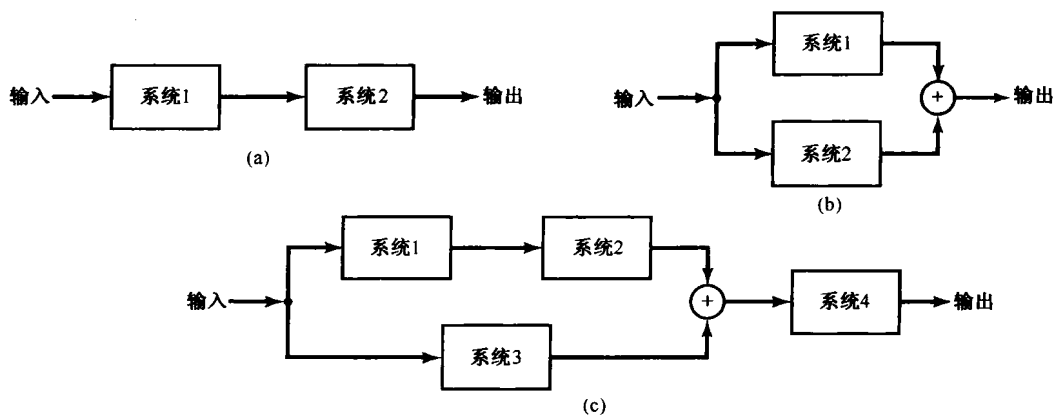 输入 系统1 系统2 输出
(a)
系统1
输入 + 输出
系统2
(b)
系统1 系统2
输入 + 系统4 输出
系统3
(c)